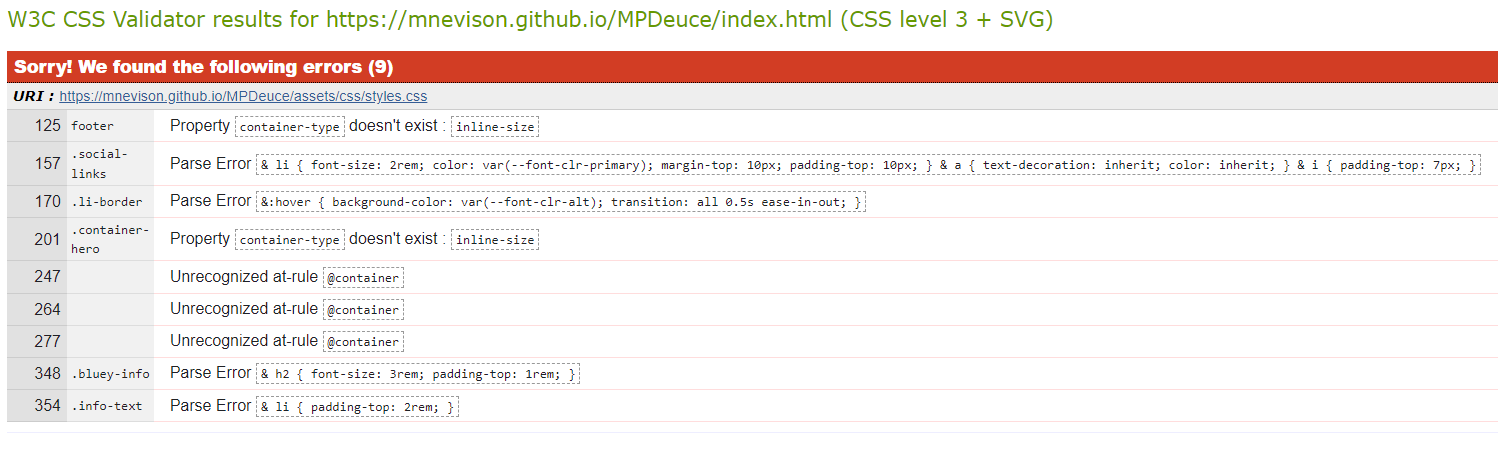 W3C CSS Validator results for https://mnevison.github.io/MPDeuce/index.html (CSS level 3 + SVG)
Sorry! We found the following errors (9)
URI : https://mnevison.github.io/MPDeuce/assets/css/styles.css
125 footer Property container-type doesn't exist : inline-size
157 .social-links Parse Error & li { font-size: 2rem; color: var(--font-clr-primary); margin-top: 10px; padding-top: 10px; } & a { text-decoration: inherit; color: inherit; } & i { padding-top: 7px; }
170 .li-border Parse Error &:hover { background-color: var(--font-clr-alt); transition: all 0.5s ease-in-out; }
201 .container-hero Property container-type doesn't exist : inline-size
247 Unrecognized at-rule @container
264 Unrecognized at-rule @container
277 Unrecognized at-rule @container
348 .bluey-info Parse Error & h2 { font-size: 3rem; padding-top: 1rem; }
354 .info-text Parse Error & li { padding-top: 2rem; }